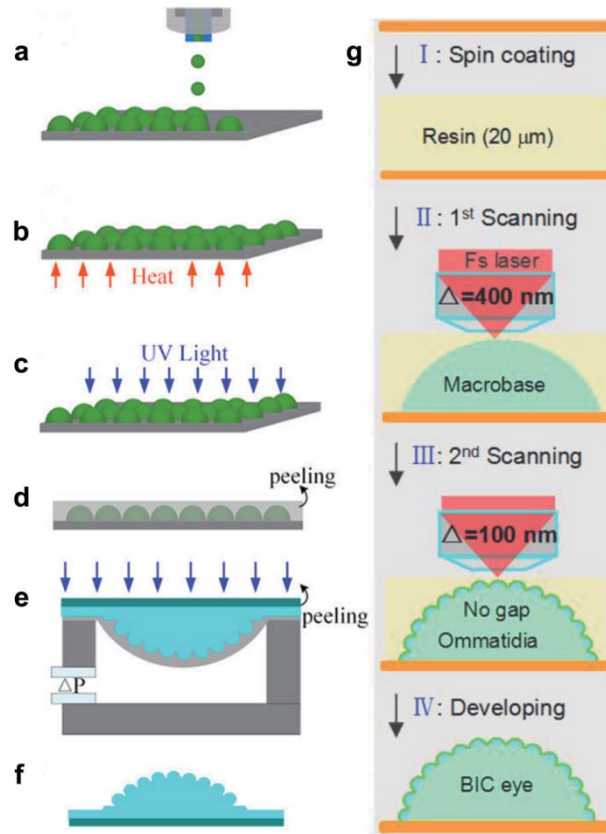 a
b
Heat
c
UV Light
d
peeling
e
peeling
△P
f
g
I : Spin coating
Resin (20 μm)
II : 1st Scanning
Fs laser
△=400 nm
Macrobase
III : 2nd Scanning
△=100 nm
No gap
Ommatidia
IV : Developing
BIC eye